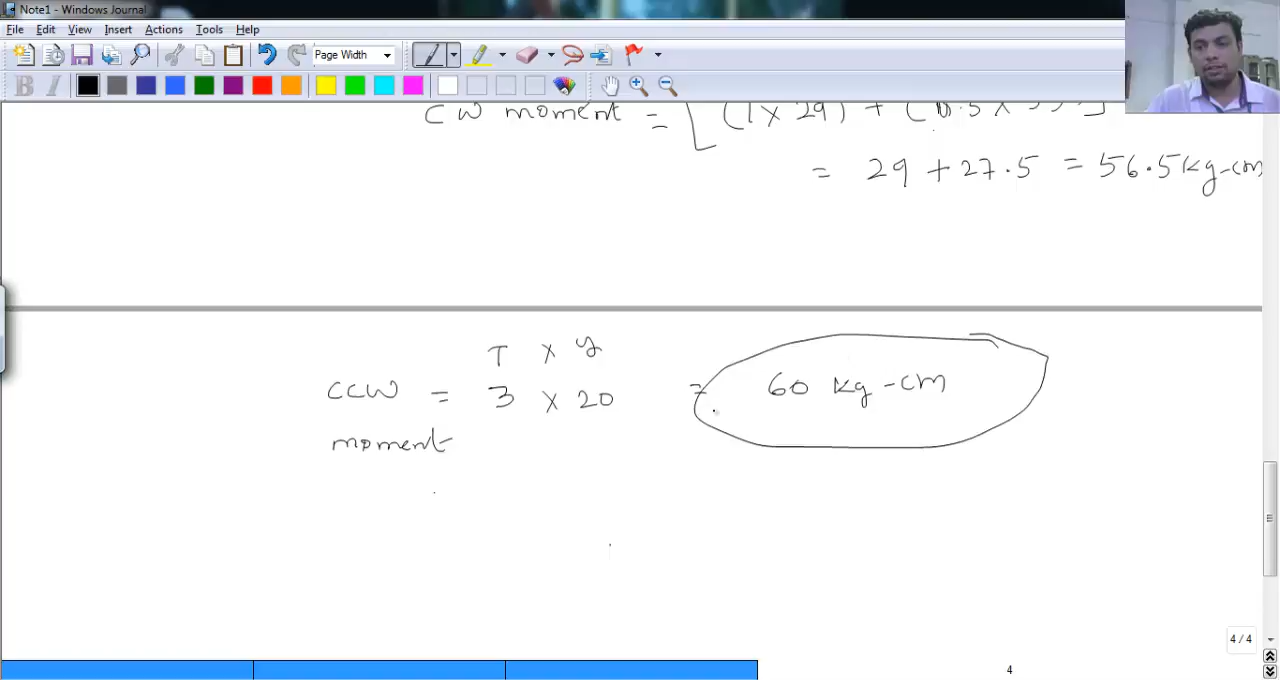 Note1 - Windows Journal
File Edit View Insert Actions Tools Help
Page Width
B I
CW moment = [(1 X 29) +
= 29 + 27.5 = 56.5 kg-cm
T X y
CCW = 3 X 20 = 60 kg-cm
moment
4 / 4
4